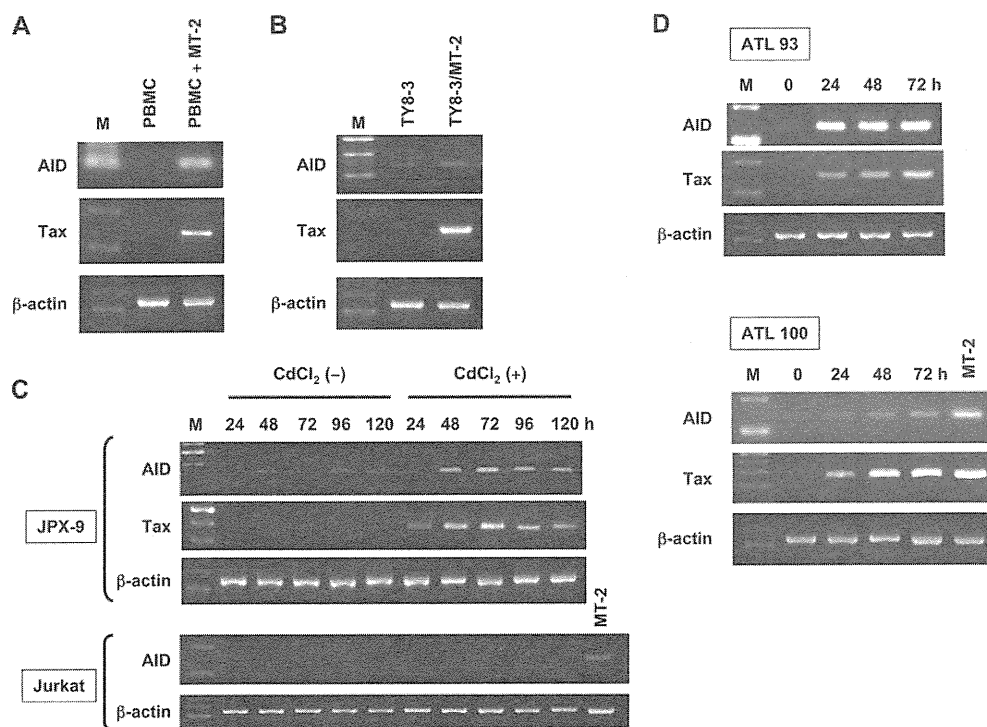 A
M
PBMC
PBMC + MT-2
AID
Tax
β-actin
B
M
TY8-3
TY8-3/MT-2
AID
Tax
β-actin
C
CdCl₂ (–)
CdCl₂ (+)
M 24 48 72 96 120 24 48 72 96 120 h
JPX-9
AID
Tax
β-actin
MT-2
Jurkat
AID
β-actin
D
ATL 93
M 0 24 48 72 h
AID
Tax
β-actin
ATL 100
M 0 24 48 72 h MT-2
AID
Tax
β-actin